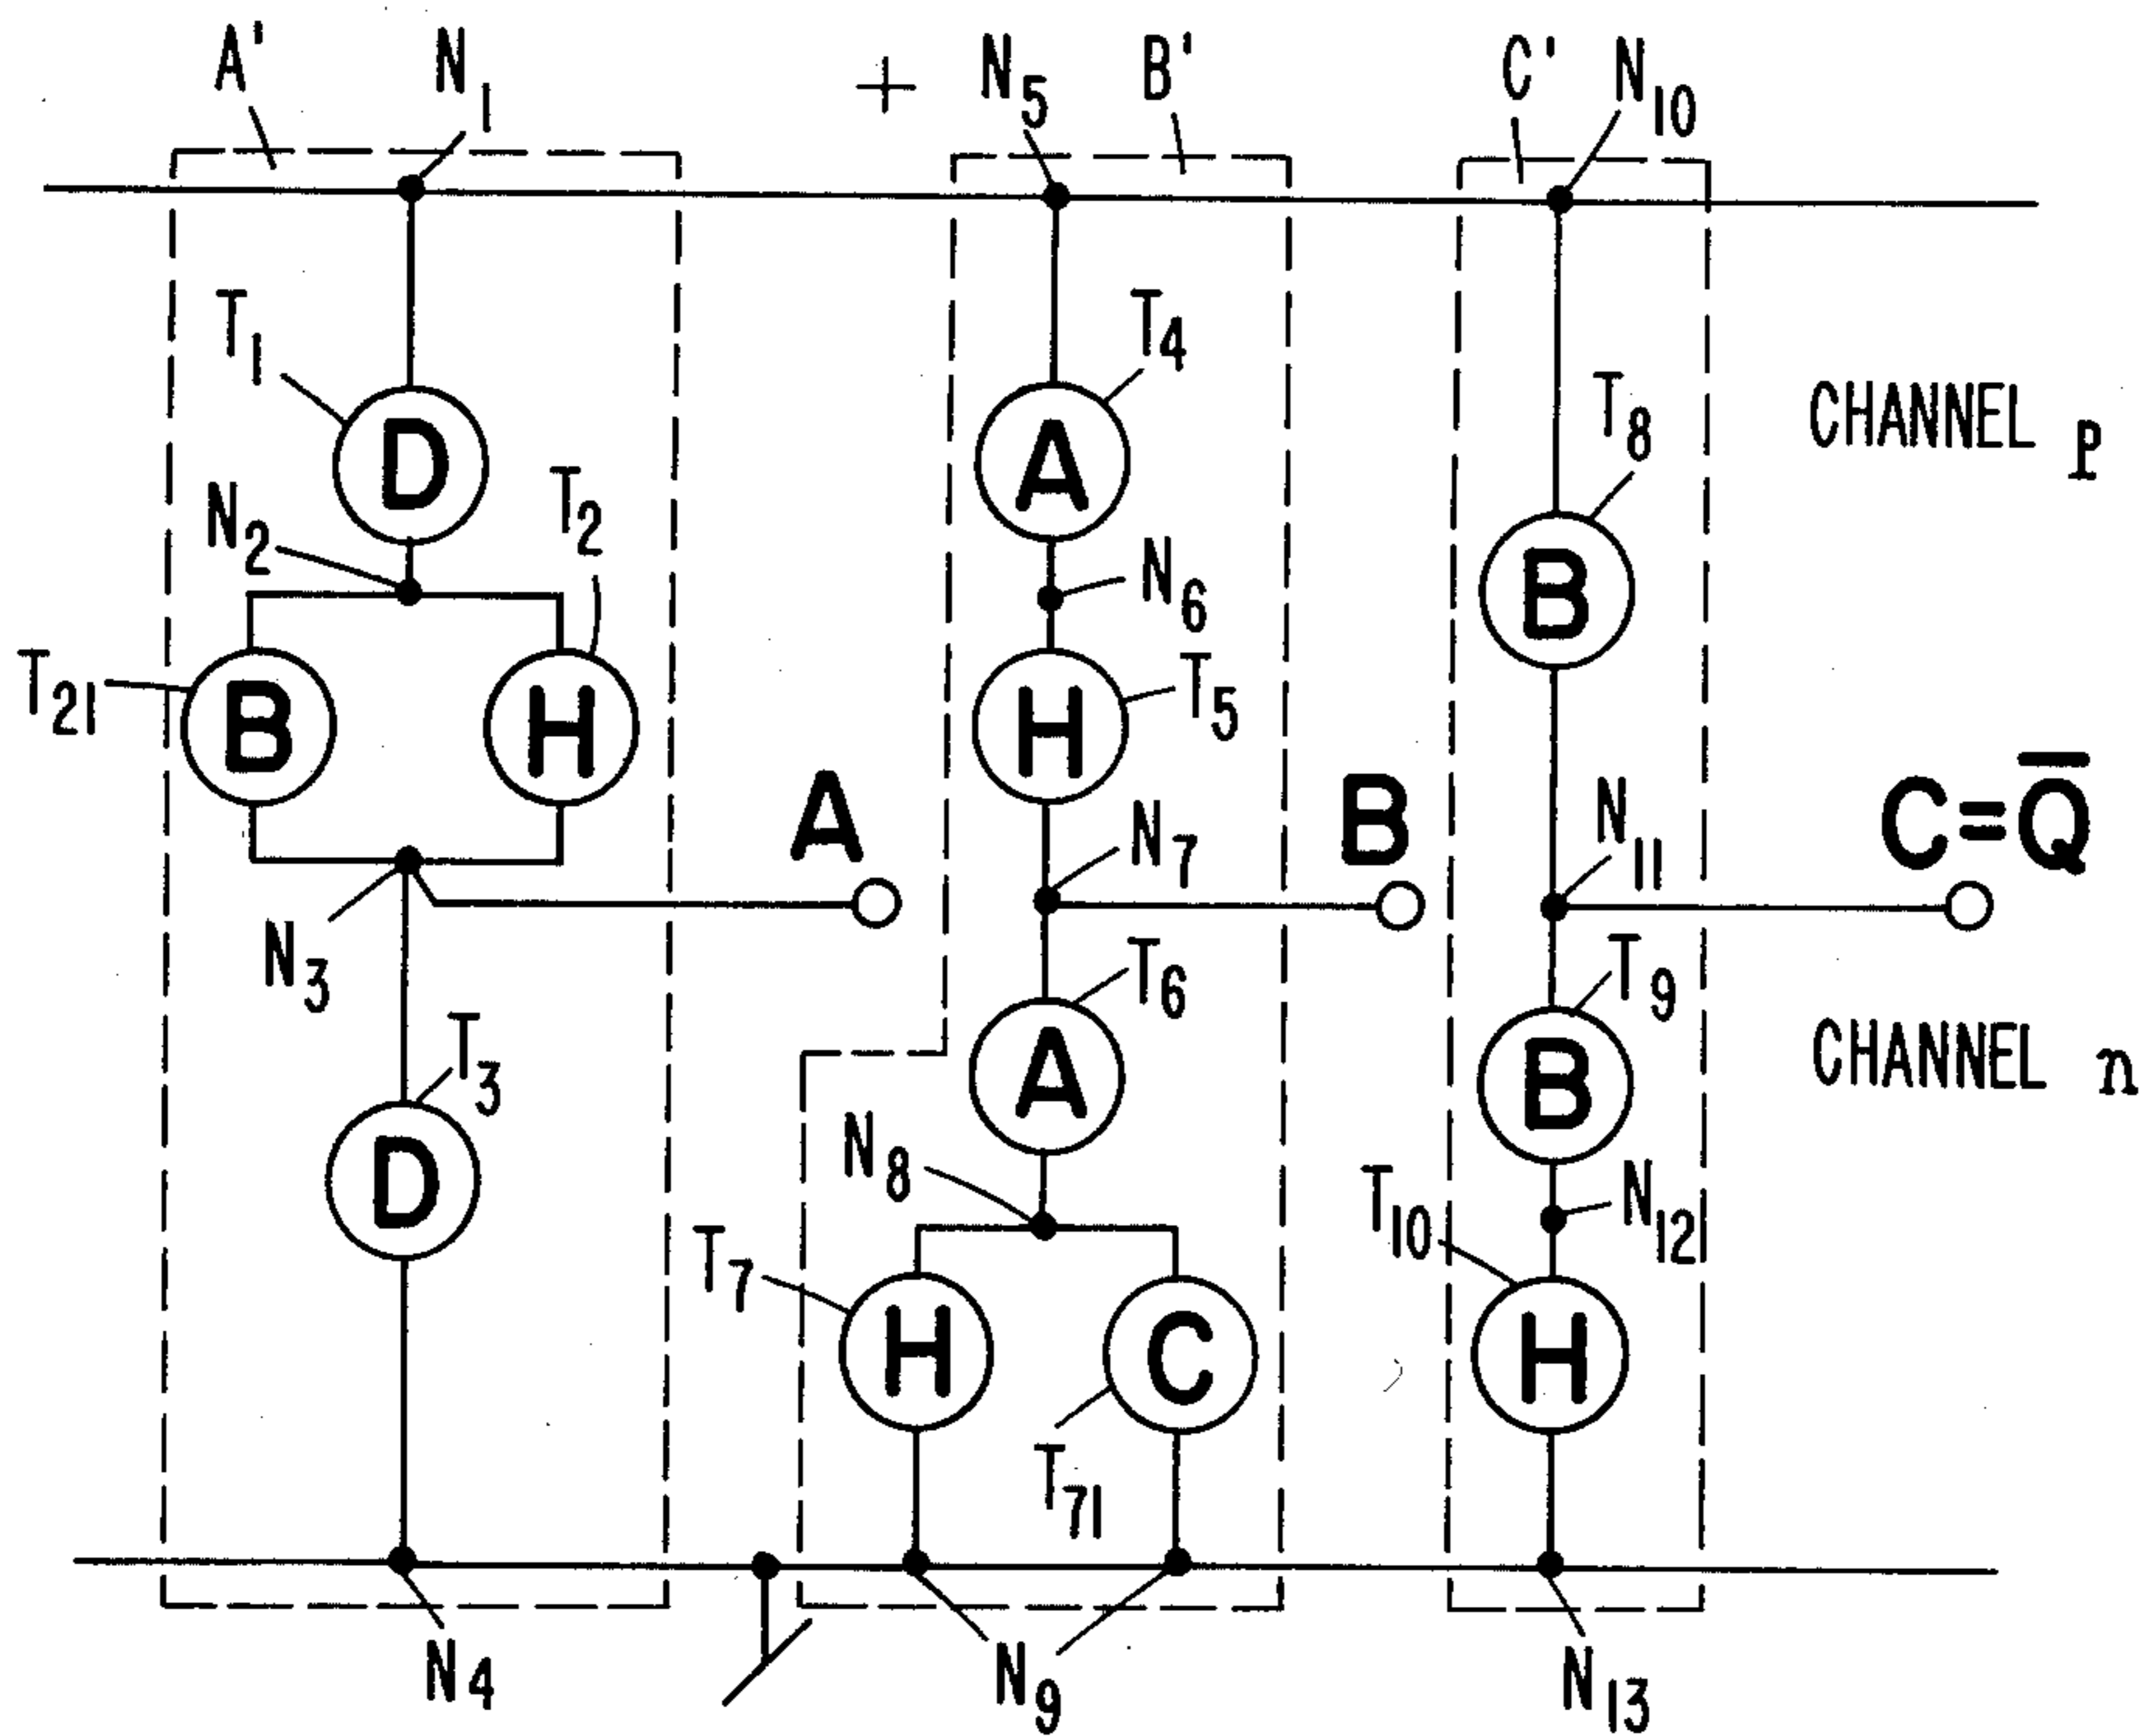 A' N1 + N5 B' C' N10
T1 T4
D A T8 CHANNEL P
N2 T2 N6 B
T21 B H H T5
A N7 B N11 C=Q̅
N3 T6 T9
T3 A B CHANNEL n
D N8 T10 N12
T7 H C H
T71
N4 N9 N13